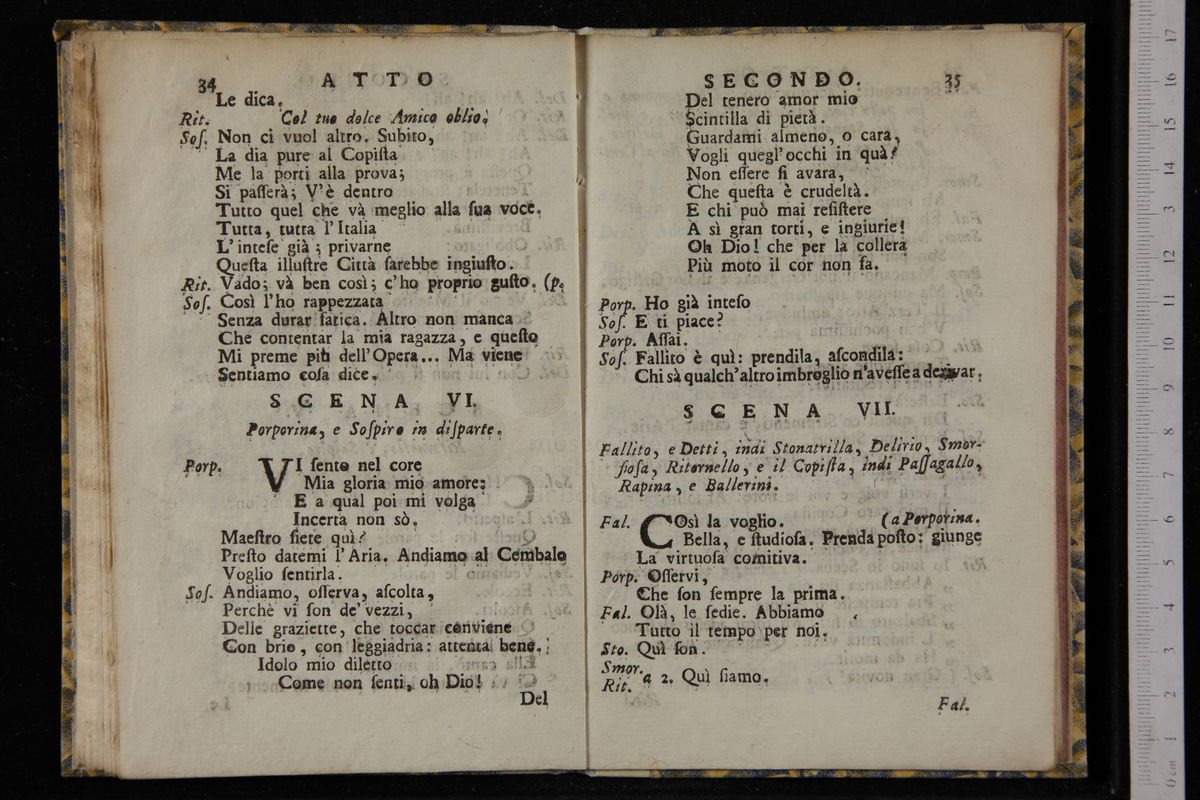 34 ATTO
Le dica.
Rit. Col tuo dolce Amico oblio.
Soſ. Non ci vuol altro. Subito,
La dia pure al Copiſta
Me la porti alla prova;
Si paſſerà; V'è dentro
Tutto quel che và meglio alla ſua voce.
Tutta, tutta l'Italia
L'inteſe già; privarne
Queſta illuſtre Città ſarebbe ingiuſto.
Rit. Vado; và ben così; c'ho proprio guſto. (p.
Soſ. Così l'ho rappezzata
Senza durar fatica. Altro non manca
Che contentar la mia ragazza, e queſto
Mi preme più dell'Opera... Ma viene
Sentiamo coſa dice.
SCENA VI.
Porporina, e Soſpiro in diſparte.
Porp. VI ſento nel core
Mia gloria mio amore:
E a qual poi mi volga
Incerta non sò.
Maeſtro ſiete quì?
Preſto datemi l'Aria. Andiamo al Cembalo
Voglio ſentirla.
Soſ. Andiamo, oſſerva, aſcolta,
Perchè vi ſon de' vezzi,
Delle graziette, che toccar conviene
Con brio, con leggiadria: attenta bene.
Idolo mio diletto
Come non ſenti, oh Dio!
Del
SECONDO. 35
Del tenero amor mio
Scintilla di pietà.
Guardami almeno, o cara,
Vogli quegl'occhi in quà?
Non eſſere ſi avara,
Che queſta è crudeltà.
E chi può mai reſiſtere
A sì gran torti, e ingiurie!
Oh Dio! che per la collera
Più moto il cor non fa.
Porp. Ho già inteſo
Soſ. E ti piace?
Porp. Aſſai.
Soſ. Fallito è quì: prendila, aſcondila:
Chi sà qualch'altro imbroglio n'aveſſe a derivar.
SCENA VII.
Fallito, e Detti, indi Stonatrilla, Delirio, Smor-
fioſa, Ritornello, e il Copiſta, indi Paſſagallo,
Rapina, e Ballerini.
Fal. COsì la voglio. (a Porporina.
Bella, e ſtudioſa. Prenda poſto: giunge
La virtuoſa comitiva.
Porp. Oſſervi,
Che ſon ſempre la prima.
Fal. Olà, le ſedie. Abbiamo
Tutto il tempo per noi.
Sto. Quì ſon.
Smor.
Rit. a 2. Quì ſiamo.
Fal.